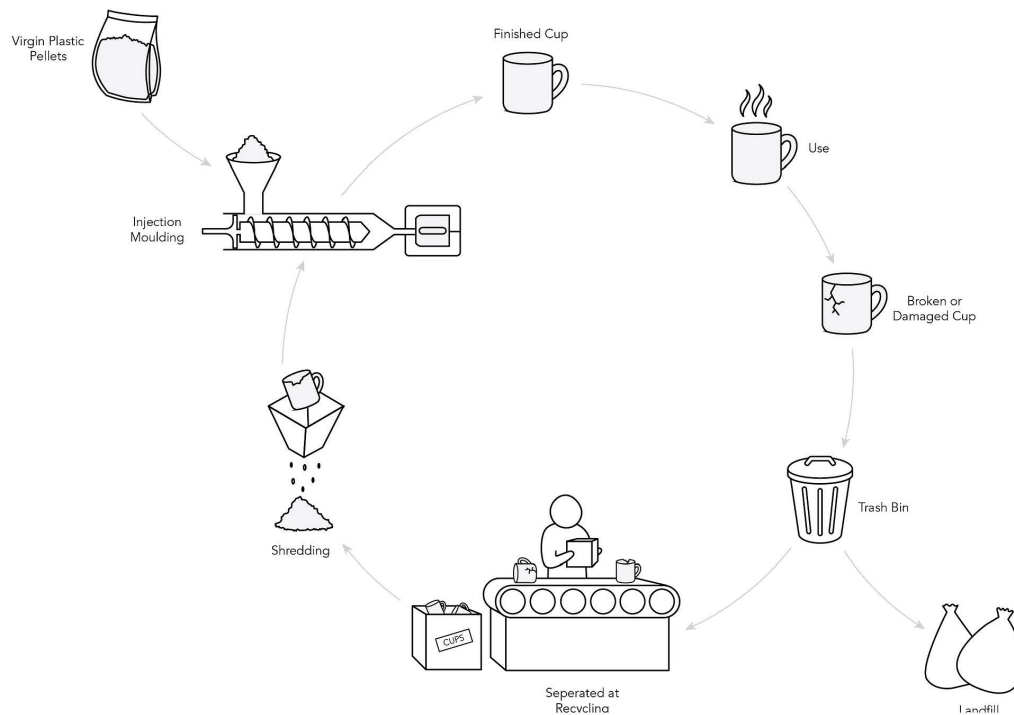 Virgin Plastic
Pellets
Finished Cup
Use
Injection
Moulding
Broken or
Damaged Cup
Trash Bin
Shredding
CUPS
Seperated at
Recycling
Landfill